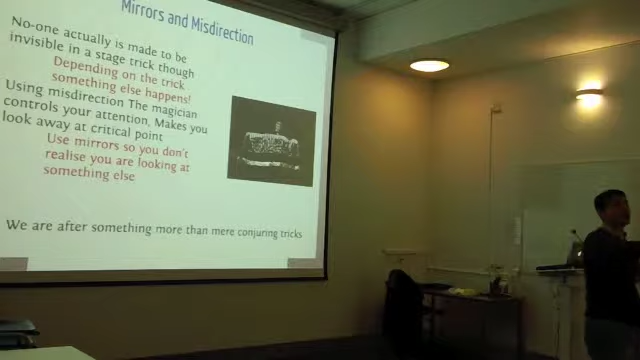 Mirrors and Misdirection
No-one actually is made to be
invisible in a stage trick though
Depending on the trick
something else happens!
Using misdirection The magician
controls your attention, Makes you
look away at critical point
Use mirrors so you don't
realise you are looking at
something else
We are after something more than mere conjuring tricks